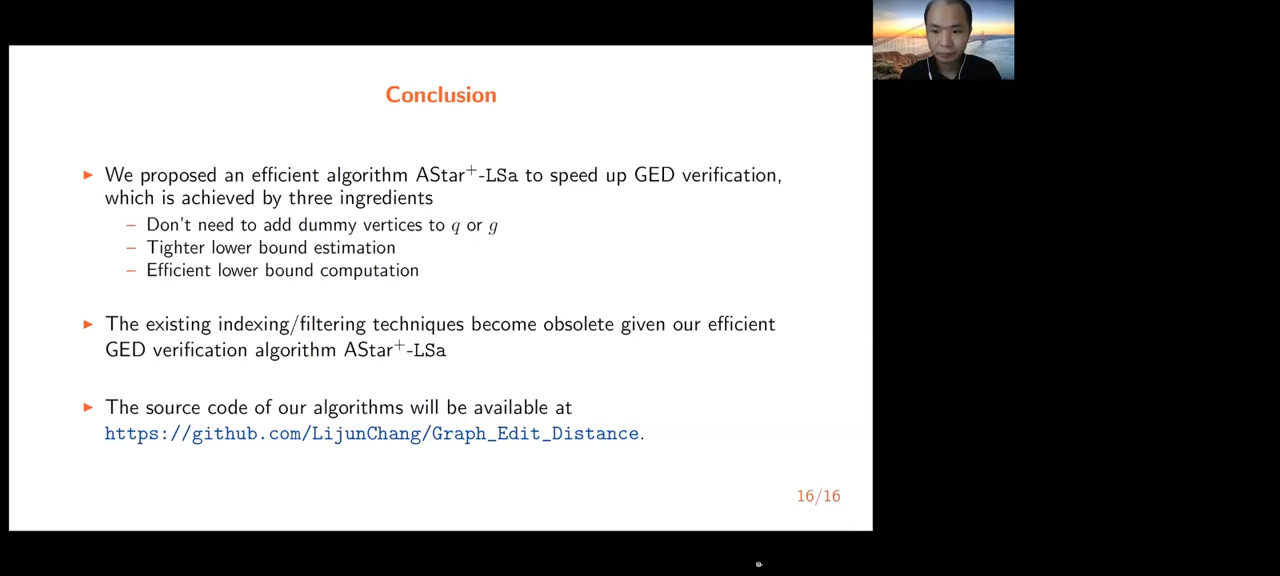 Conclusion
► We proposed an efficient algorithm AStar⁺-LSa to speed up GED verification,
which is achieved by three ingredients
– Don't need to add dummy vertices to q or g
– Tighter lower bound estimation
– Efficient lower bound computation
► The existing indexing/filtering techniques become obsolete given our efficient
GED verification algorithm AStar⁺-LSa
► The source code of our algorithms will be available at
https://github.com/LijunChang/Graph_Edit_Distance.
16/16